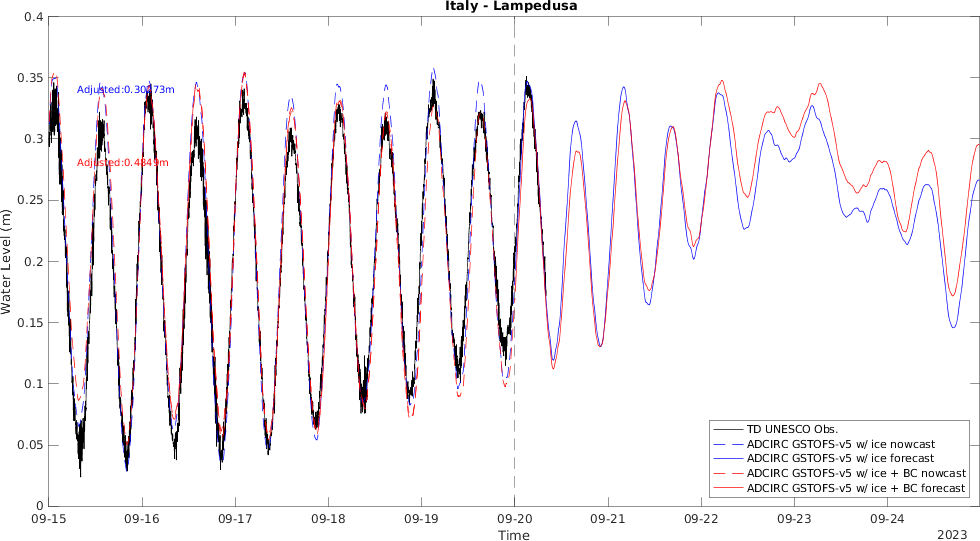 Italy - Lampedusa
0.4
0.35
0.3
0.25
0.2
0.15
0.1
0.05
0
Water Level (m)
Adjusted:0.30473m
Adjusted:0.4849m
TD UNESCO Obs.
ADCIRC GSTOFS-v5 w/ ice nowcast
ADCIRC GSTOFS-v5 w/ ice forecast
ADCIRC GSTOFS-v5 w/ ice + BC nowcast
ADCIRC GSTOFS-v5 w/ ice + BC forecast
09-15 09-16 09-17 09-18 09-19 09-20 09-21 09-22 09-23 09-24
Time
2023